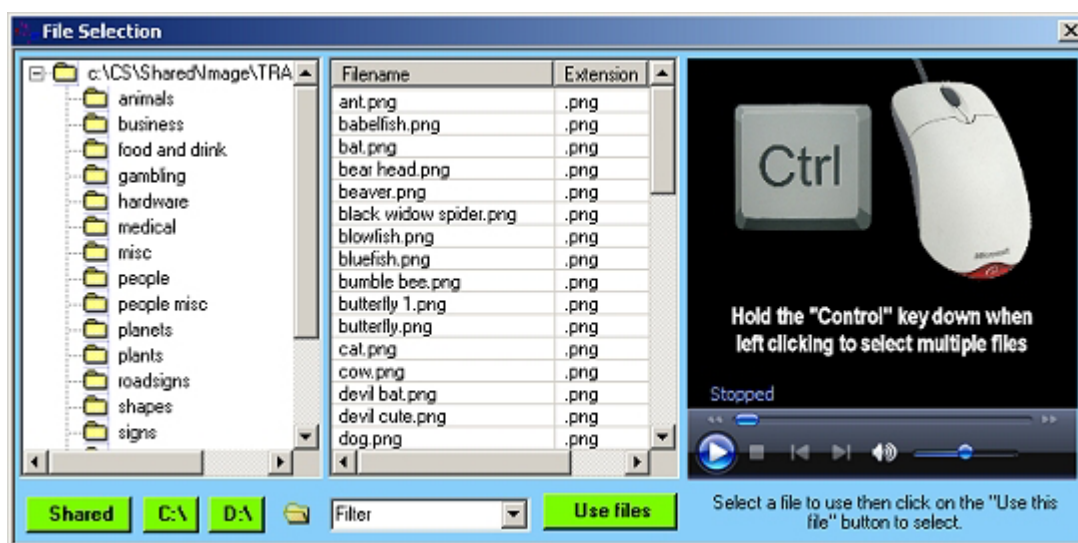 File Selection
c:\CS\Shared\Image\TRA
animals
business
food and drink
gambling
hardware
medical
misc
people
people misc
planets
plants
roadsigns
shapes
signs
Filename Extension
ant.png .png
babelfish.png .png
bat.png .png
bear head.png .png
beaver.png .png
black widow spider.png .png
blowfish.png .png
bluefish.png .png
bumble bee.png .png
butterfly 1.png .png
butterfly.png .png
cat.png .png
cow.png .png
devil bat.png .png
devil cute.png .png
dog.png .png
Ctrl
Microsoft
Hold the "Control" key down when
left clicking to select multiple files
Stopped
Shared C:\ D:\ Filter Use files
Select a file to use then click on the "Use this
file" button to select.